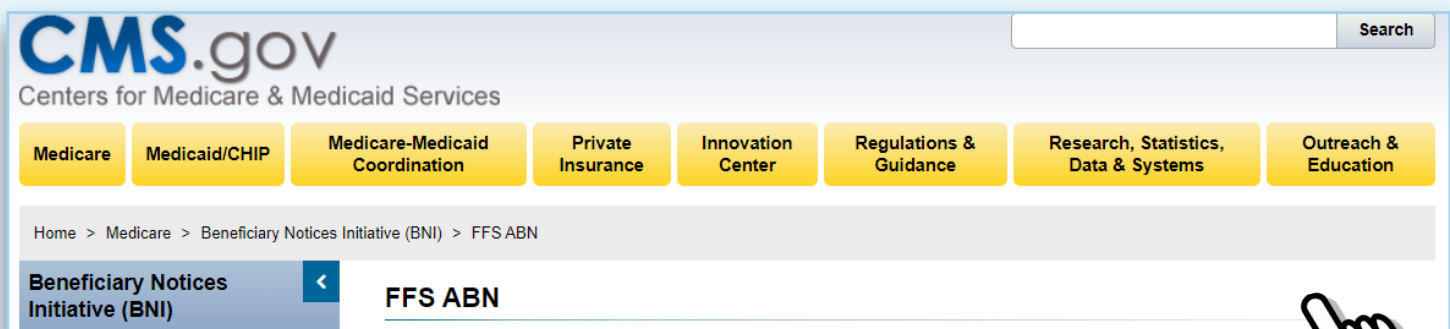 CMS.gov
Centers for Medicare & Medicaid Services
Search
Medicare
Medicaid/CHIP
Medicare-Medicaid
Coordination
Private
Insurance
Innovation
Center
Regulations &
Guidance
Research, Statistics,
Data & Systems
Outreach &
Education
Home > Medicare > Beneficiary Notices Initiative (BNI) > FFS ABN
Beneficiary Notices
Initiative (BNI)
FFS ABN